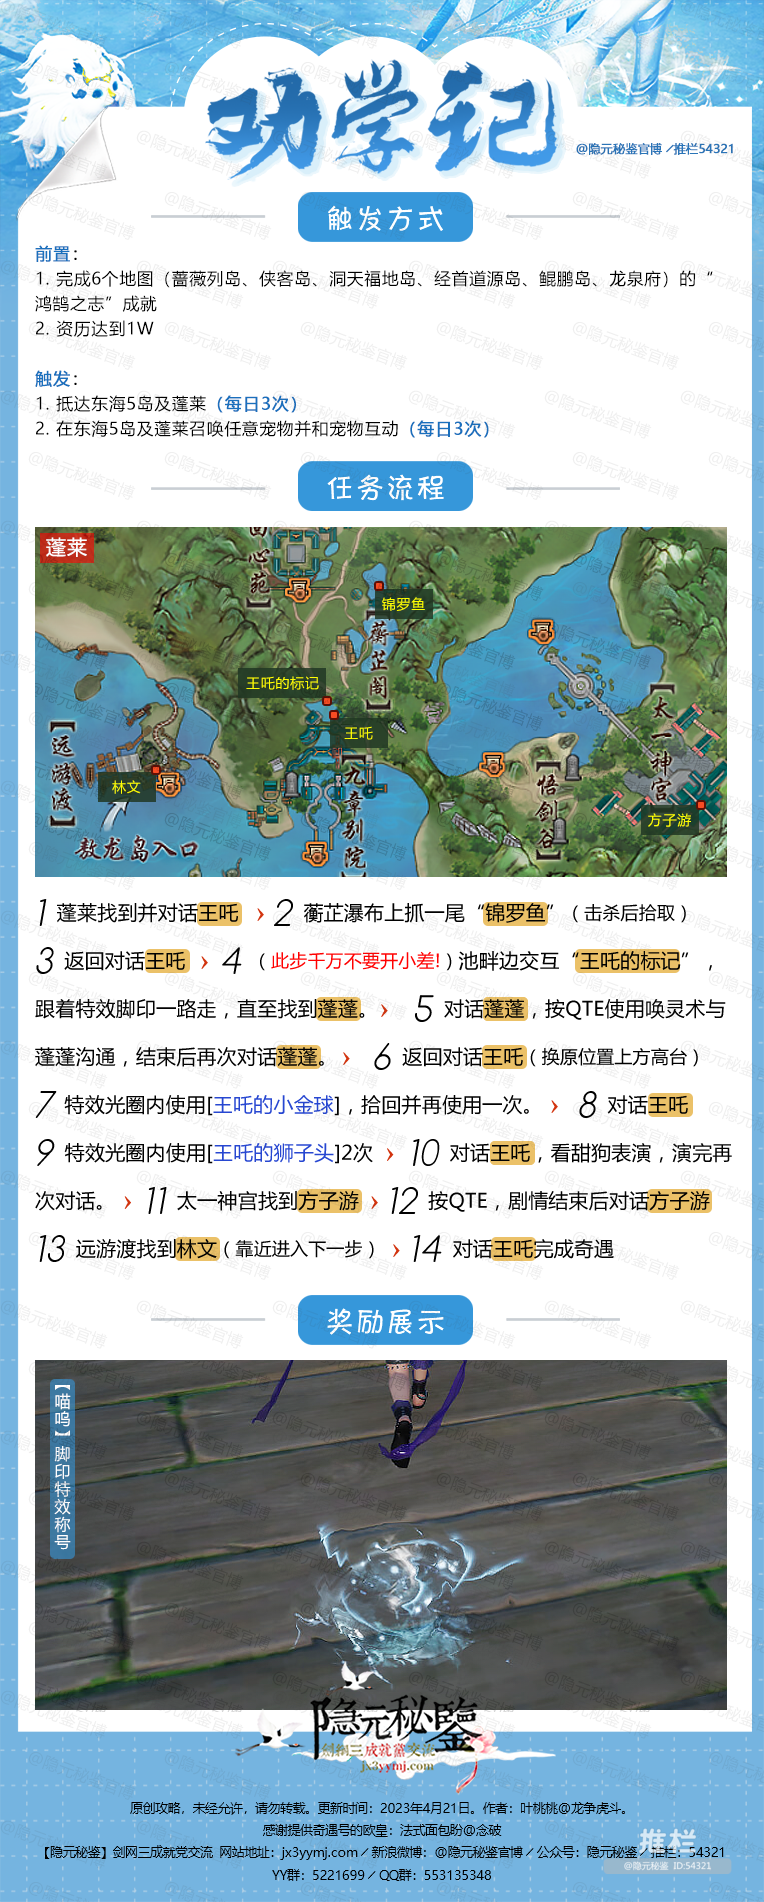 劝学记
@隐元秘鉴官博 /推栏54321
触发方式
前置：
1. 完成6个地图（蔷薇列岛、侠客岛、洞天福地岛、经首道源岛、鲲鹏岛、龙泉府）的“
鸿鹄之志”成就
2. 资历达到1W
触发：
1. 抵达东海5岛及蓬莱（每日3次）
2. 在东海5岛及蓬莱召唤任意宠物并和宠物互动（每日3次）
任务流程
蓬莱
回心苑】
锦罗鱼
【蘅芷阁】
王吒的标记
王吒
【太一神宫】
【远游渡】
林文
【九章别院】
【悟剑谷】
方子游
敖龙岛入口
1 蓬莱找到并对话王吒 › 2 蘅芷瀑布上抓一尾“锦罗鱼”（击杀后拾取）
3 返回对话王吒 › 4 （此步千万不要开小差!）池畔边交互“王吒的标记”，
跟着特效脚印一路走，直至找到蓬蓬。 › 5 对话蓬蓬，按QTE使用唤灵术与
蓬蓬沟通，结束后再次对话蓬蓬。 › 6 返回对话王吒（换原位置上方高台）
7 特效光圈内使用[王吒的小金球]，拾回并再使用一次。 › 8 对话王吒
9 特效光圈内使用[王吒的狮子头]2次 › 10 对话王吒，看甜狗表演，演完再
次对话。 › 11 太一神宫找到方子游 › 12 按QTE，剧情结束后对话方子游
13 远游渡找到林文（靠近进入下一步） › 14 对话王吒完成奇遇
奖励展示
【喵呜】脚印特效称号
隐元秘鑒
劍網三成就黨交流
jx3yymj.com
原创攻略，未经允许，请勿转载。更新时间：2023年4月21日。作者：叶桃桃@龙争虎斗。
感谢提供奇遇号的欧皇：法式面包盼@念破
【隐元秘鉴】剑网三成就党交流 网站地址：jx3yymj.com／新浪微博：@隐元秘鉴官博／公众号：隐元秘鉴／推栏：54321
YY群：5221699／QQ群：553135348
推栏
@隐元秘鉴 ID:54321